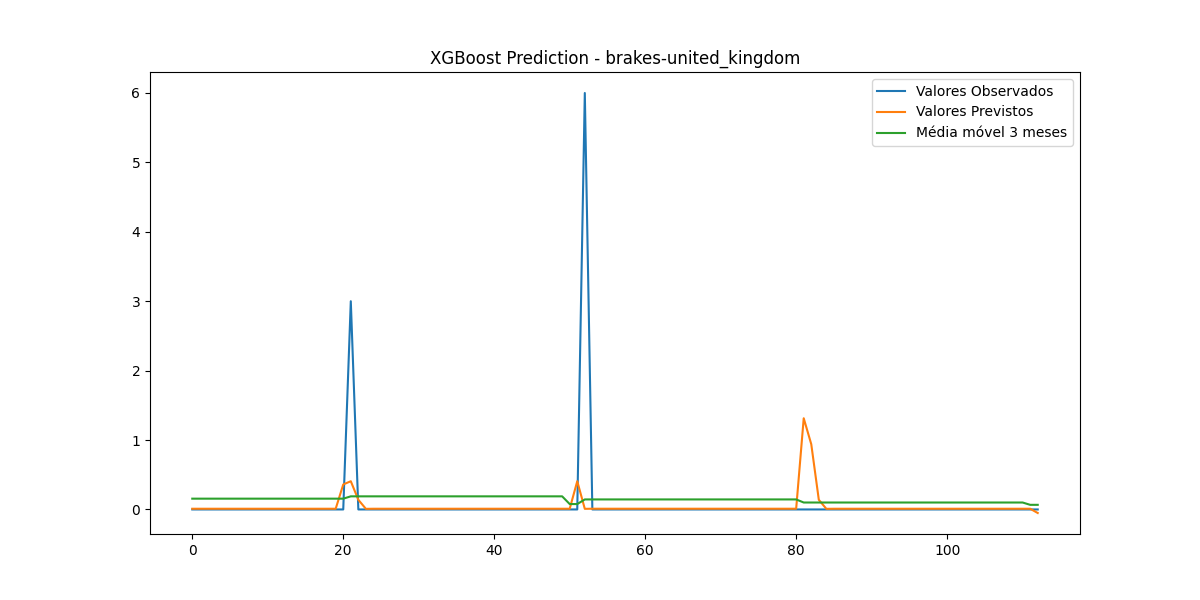 XGBoost Prediction - brakes-united_kingdom
Valores Observados
Valores Previstos
Média móvel 3 meses
6
5
4
3
2
1
0
0 20 40 60 80 100